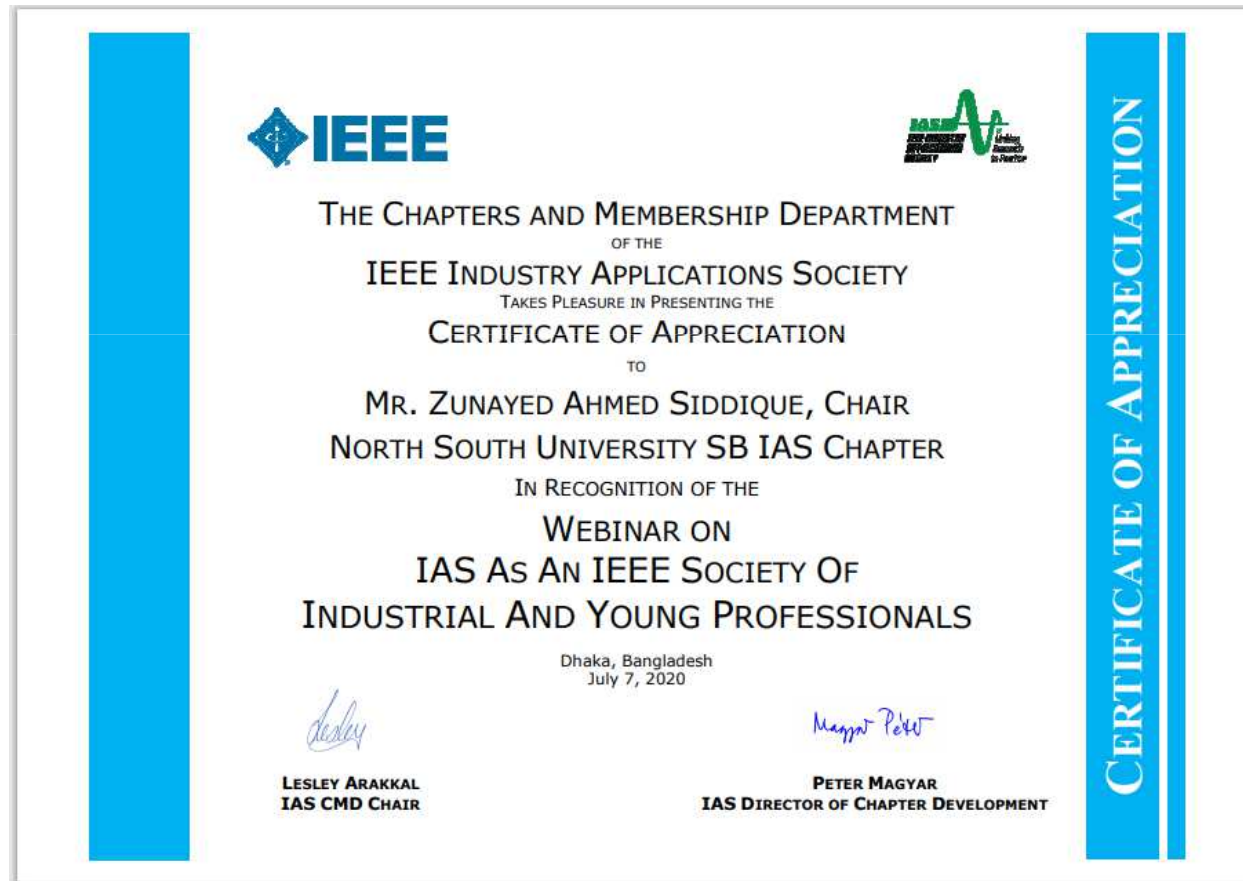 IEEE
IAS
THE CHAPTERS AND MEMBERSHIP DEPARTMENT
OF THE
IEEE INDUSTRY APPLICATIONS SOCIETY
TAKES PLEASURE IN PRESENTING THE
CERTIFICATE OF APPRECIATION
TO
MR. ZUNAYED AHMED SIDDIQUE, CHAIR
NORTH SOUTH UNIVERSITY SB IAS CHAPTER
IN RECOGNITION OF THE
WEBINAR ON
IAS AS AN IEEE SOCIETY OF
INDUSTRIAL AND YOUNG PROFESSIONALS
Dhaka, Bangladesh
July 7, 2020
Lesley
Magyar Péter
LESLEY ARAKKAL
IAS CMD CHAIR
PETER MAGYAR
IAS DIRECTOR OF CHAPTER DEVELOPMENT
CERTIFICATE OF APPRECIATION